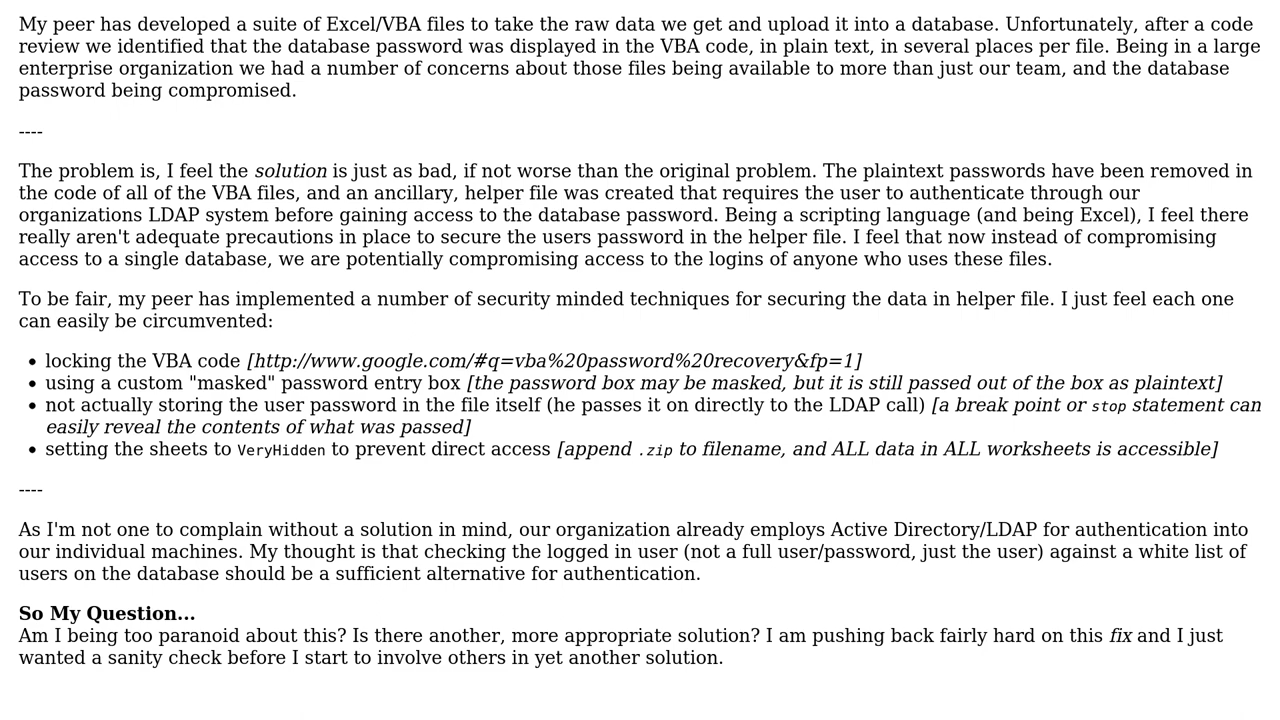 My peer has developed a suite of Excel/VBA files to take the raw data we get and upload it into a database. Unfortunately, after a code
review we identified that the database password was displayed in the VBA code, in plain text, in several places per file. Being in a large
enterprise organization we had a number of concerns about those files being available to more than just our team, and the database
password being compromised.
----
The problem is, I feel the solution is just as bad, if not worse than the original problem. The plaintext passwords have been removed in
the code of all of the VBA files, and an ancillary, helper file was created that requires the user to authenticate through our
organizations LDAP system before gaining access to the database password. Being a scripting language (and being Excel), I feel there
really aren't adequate precautions in place to secure the users password in the helper file. I feel that now instead of compromising
access to a single database, we are potentially compromising access to the logins of anyone who uses these files.
To be fair, my peer has implemented a number of security minded techniques for securing the data in helper file. I just feel each one
can easily be circumvented:
• locking the VBA code [http://www.google.com/#q=vba%20password%20recovery&fp=1]
• using a custom "masked" password entry box [the password box may be masked, but it is still passed out of the box as plaintext]
• not actually storing the user password in the file itself (he passes it on directly to the LDAP call) [a break point or stop statement can
easily reveal the contents of what was passed]
• setting the sheets to VeryHidden to prevent direct access [append .zip to filename, and ALL data in ALL worksheets is accessible]
----
As I'm not one to complain without a solution in mind, our organization already employs Active Directory/LDAP for authentication into
our individual machines. My thought is that checking the logged in user (not a full user/password, just the user) against a white list of
users on the database should be a sufficient alternative for authentication.
So My Question...
Am I being too paranoid about this? Is there another, more appropriate solution? I am pushing back fairly hard on this fix and I just
wanted a sanity check before I start to involve others in yet another solution.